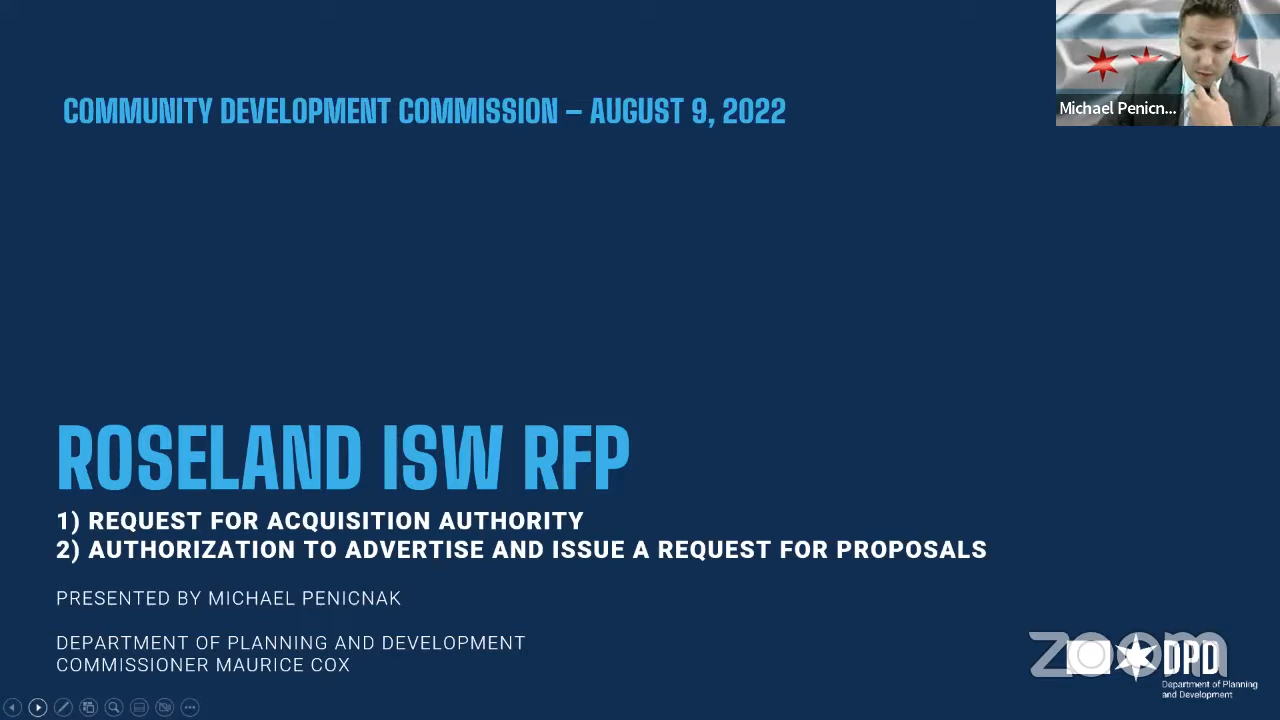 COMMUNITY DEVELOPMENT COMMISSION – AUGUST 9, 2022
Michael Penicn...
ROSELAND ISW RFP
1) REQUEST FOR ACQUISITION AUTHORITY
2) AUTHORIZATION TO ADVERTISE AND ISSUE A REQUEST FOR PROPOSALS
PRESENTED BY MICHAEL PENICNAK
DEPARTMENT OF PLANNING AND DEVELOPMENT
COMMISSIONER MAURICE COX
zoom
DPD
Department of Planning
and Development